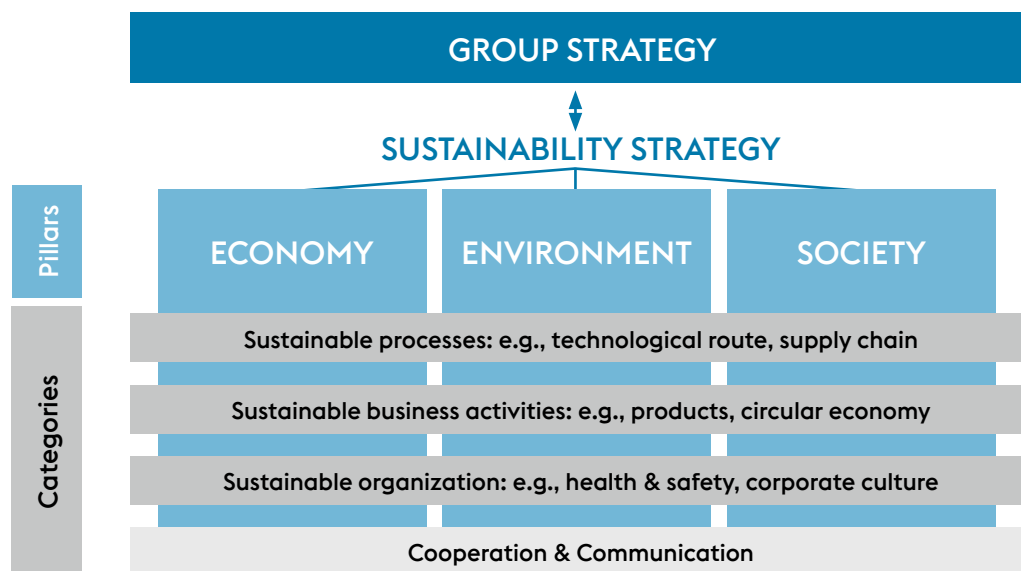 GROUP STRATEGY
SUSTAINABILITY STRATEGY
Pillars
ECONOMY
ENVIRONMENT
SOCIETY
Categories
Sustainable processes: e.g., technological route, supply chain
Sustainable business activities: e.g., products, circular economy
Sustainable organization: e.g., health & safety, corporate culture
Cooperation & Communication